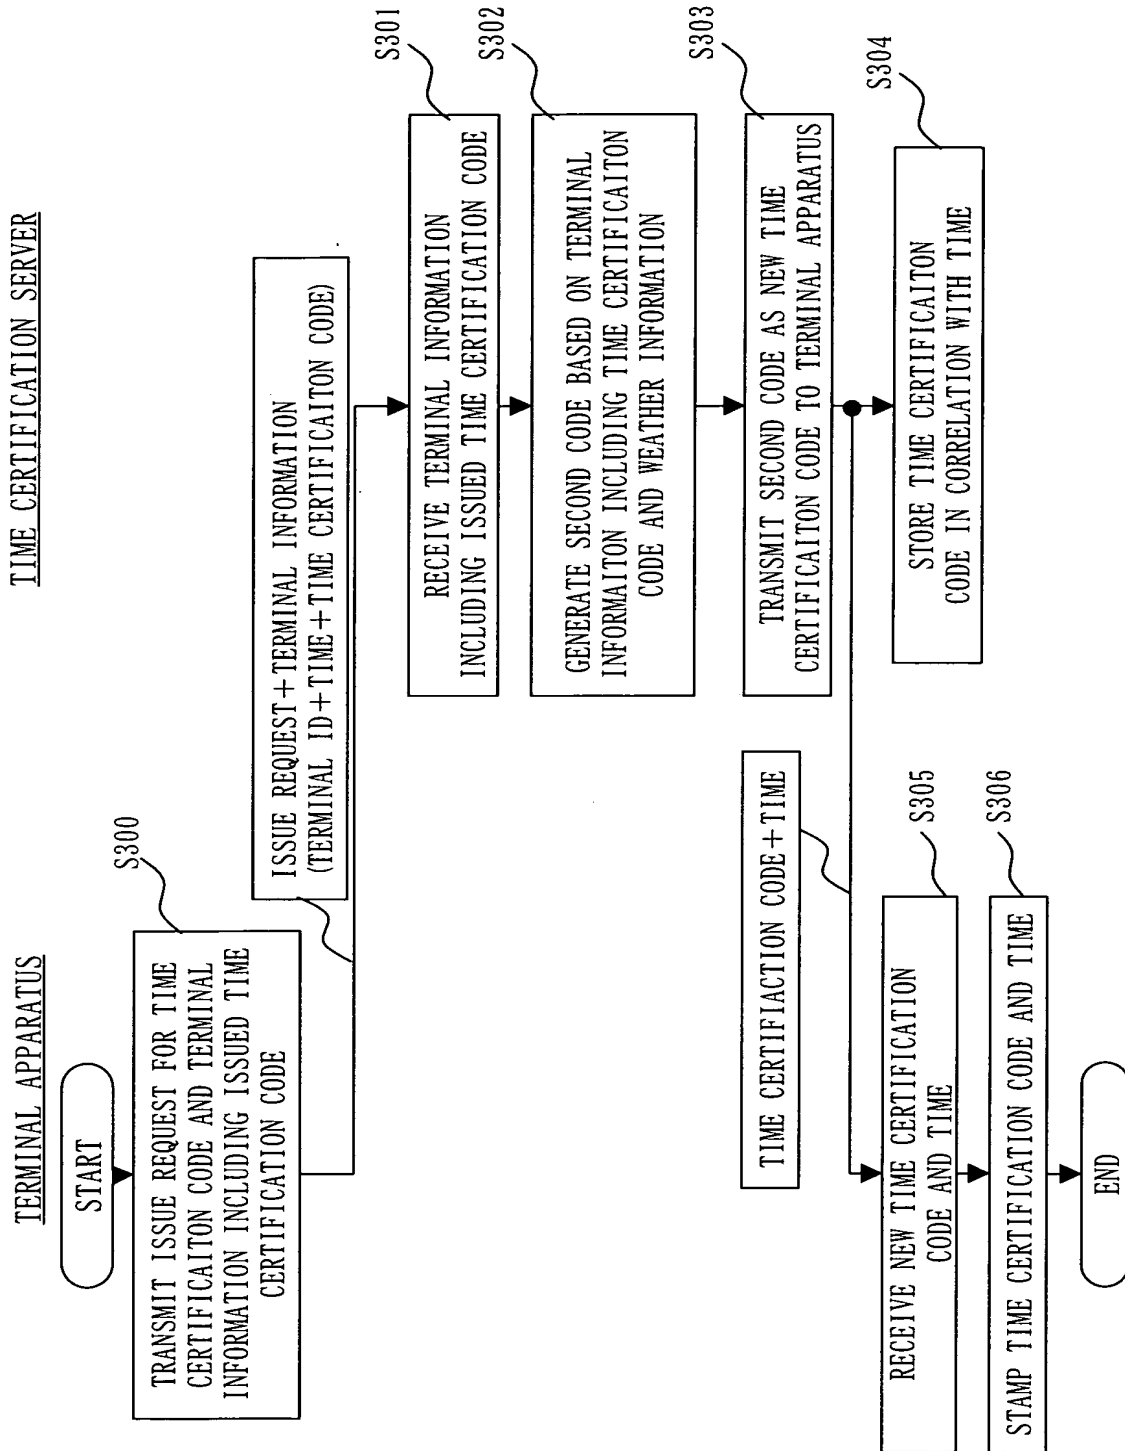 TERMINAL APPARATUS
TIME CERTIFICATION SERVER
START
S300
TRANSMIT ISSUE REQUEST FOR TIME
CERTIFICAITON CODE AND TERMINAL
INFORMATION INCLUDING ISSUED TIME
CERTIFICATION CODE
ISSUE REQUEST+TERMINAL INFORMATION
(TERMINAL ID+TIME+TIME CERTIFICAITON CODE)
S301
RECEIVE TERMINAL INFORMATION
INCLUDING ISSUED TIME CERTIFICATION CODE
S302
GENERATE SECOND CODE BASED ON TERMINAL
INFORMAITON INCLUDING TIME CERTIFICAITON
CODE AND WEATHER INFORMATION
S303
TRANSMIT SECOND CODE AS NEW TIME
CERTIFICAITON CODE TO TERMINAL APPARATUS
S304
STORE TIME CERTIFICAITON
CODE IN CORRELATION WITH TIME
TIME CERTIFIACTION CODE+TIME
S305
RECEIVE NEW TIME CERTIFICATION
CODE AND TIME
S306
STAMP TIME CERTIFICATION CODE AND TIME
END